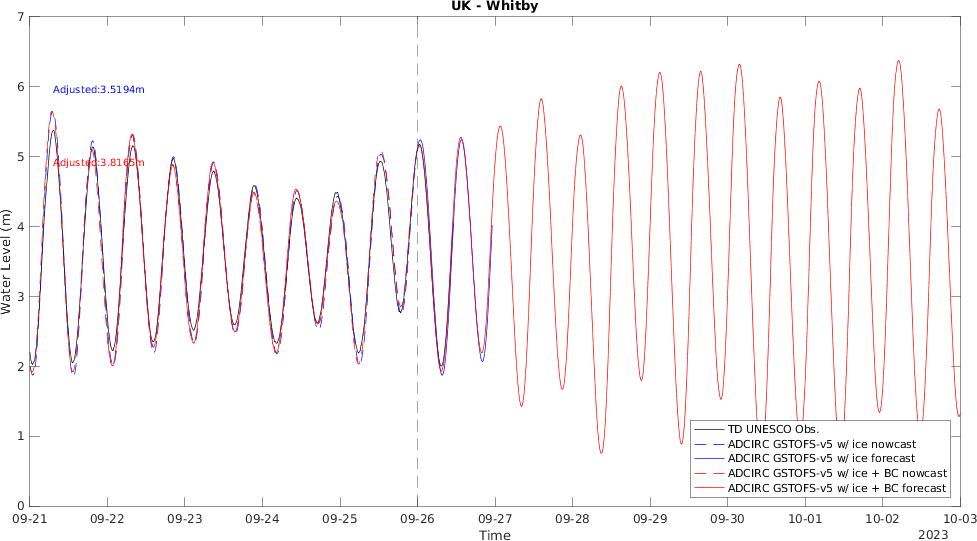 UK - Whitby
7
6
5
4
3
2
1
0
Water Level (m)
Adjusted:3.5194m
Adjusted:3.8165m
TD UNESCO Obs.
ADCIRC GSTOFS-v5 w/ ice nowcast
ADCIRC GSTOFS-v5 w/ ice forecast
ADCIRC GSTOFS-v5 w/ ice + BC nowcast
ADCIRC GSTOFS-v5 w/ ice + BC forecast
09-21 09-22 09-23 09-24 09-25 09-26 09-27 09-28 09-29 09-30 10-01 10-02 10-03
Time
2023